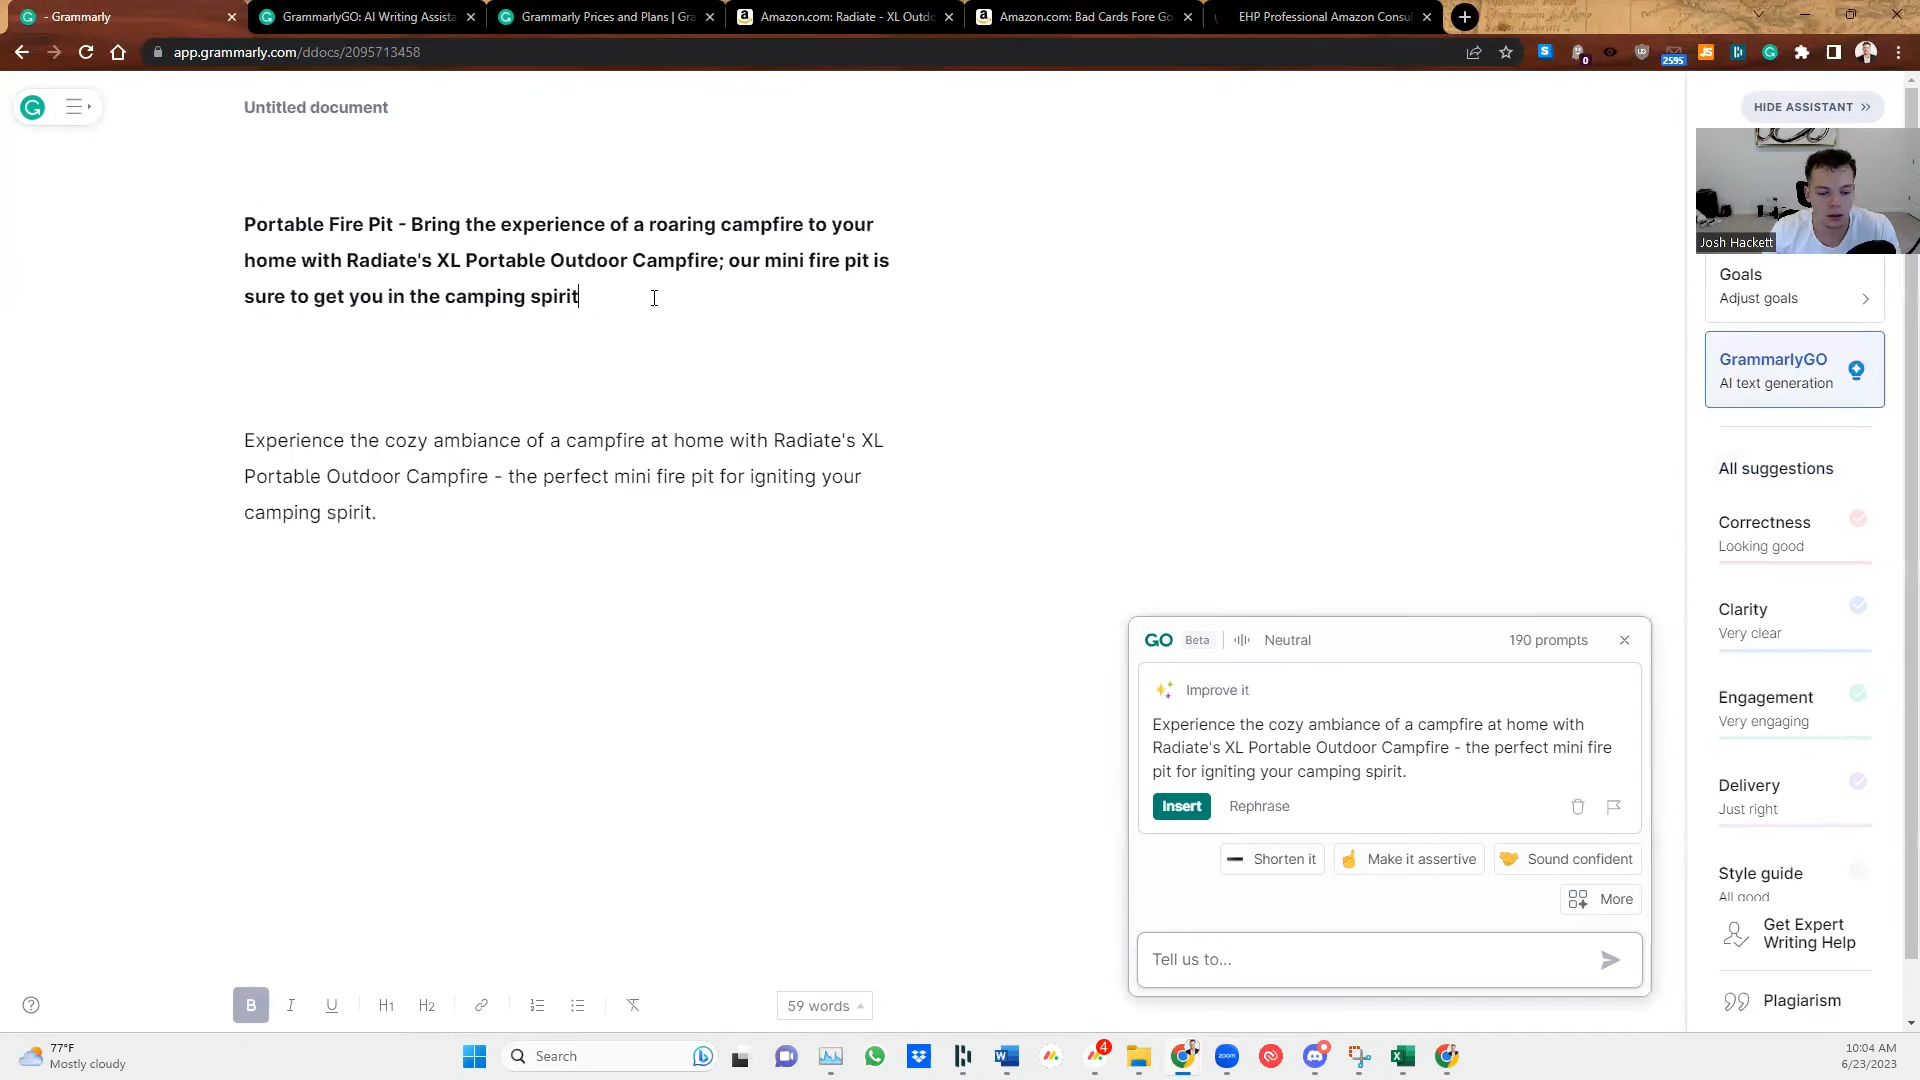 - Grammarly
GrammarlyGO: AI Writing Assista
Grammarly Prices and Plans | Gra
Amazon.com: Radiate - XL Outdo
Amazon.com: Bad Cards Fore Go
EHP Professional Amazon Consul
app.grammarly.com/ddocs/2095713458
0
2595
Untitled document
HIDE ASSISTANT
Portable Fire Pit - Bring the experience of a roaring campfire to your
home with Radiate's XL Portable Outdoor Campfire; our mini fire pit is
sure to get you in the camping spirit
Josh Hackett
Goals
Adjust goals
GrammarlyGO
AI text generation
Experience the cozy ambiance of a campfire at home with Radiate's XL
Portable Outdoor Campfire - the perfect mini fire pit for igniting your
camping spirit.
All suggestions
Correctness
Looking good
Clarity
Very clear
Engagement
Very engaging
Delivery
Just right
Style guide
All good
Get Expert
Writing Help
Plagiarism
GO Beta Neutral 190 prompts
Improve it
Experience the cozy ambiance of a campfire at home with
Radiate's XL Portable Outdoor Campfire - the perfect mini fire
pit for igniting your camping spirit.
Insert Rephrase
Shorten it Make it assertive Sound confident
More
Tell us to...
B I U H1 H2
59 words
77°F
Mostly cloudy
Search
zoom
4
10:04 AM
6/23/2023